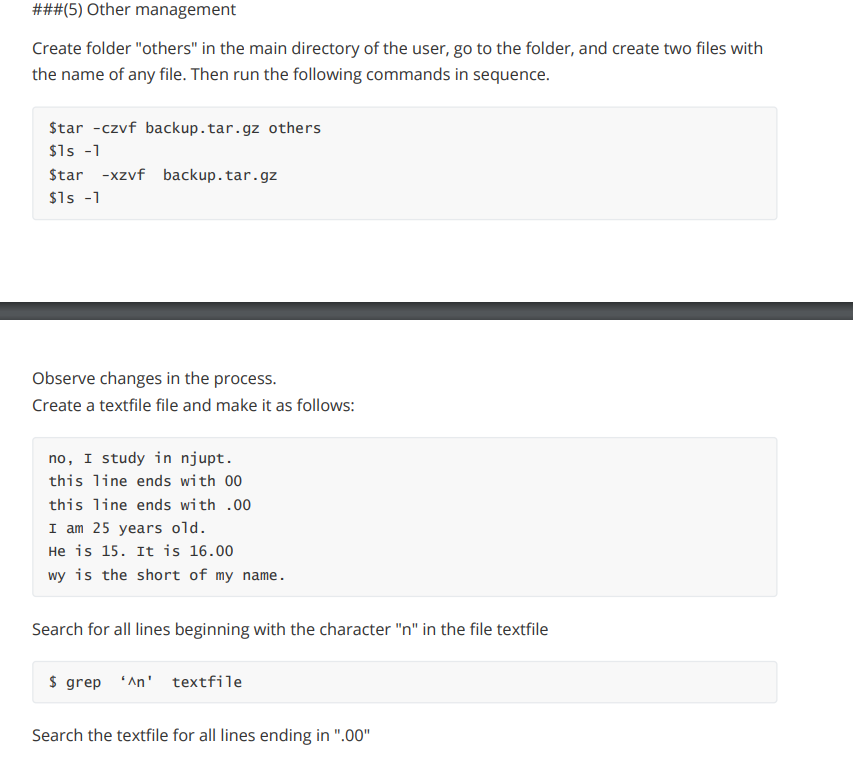 ###(5) Other management
Create folder "others" in the main directory of the user, go to the folder, and create two files with
the name of any file. Then run the following commands in sequence.
$tar -czvf backup.tar.gz others
$ls -l
$tar  -xzvf  backup.tar.gz
$ls -l
Observe changes in the process.
Create a textfile file and make it as follows:
no, I study in njupt.
this line ends with 00
this line ends with .00
I am 25 years old.
He is 15. It is 16.00
wy is the short of my name.
Search for all lines beginning with the character "n" in the file textfile
$ grep  ‘^n'  textfile
Search the textfile for all lines ending in ".00"